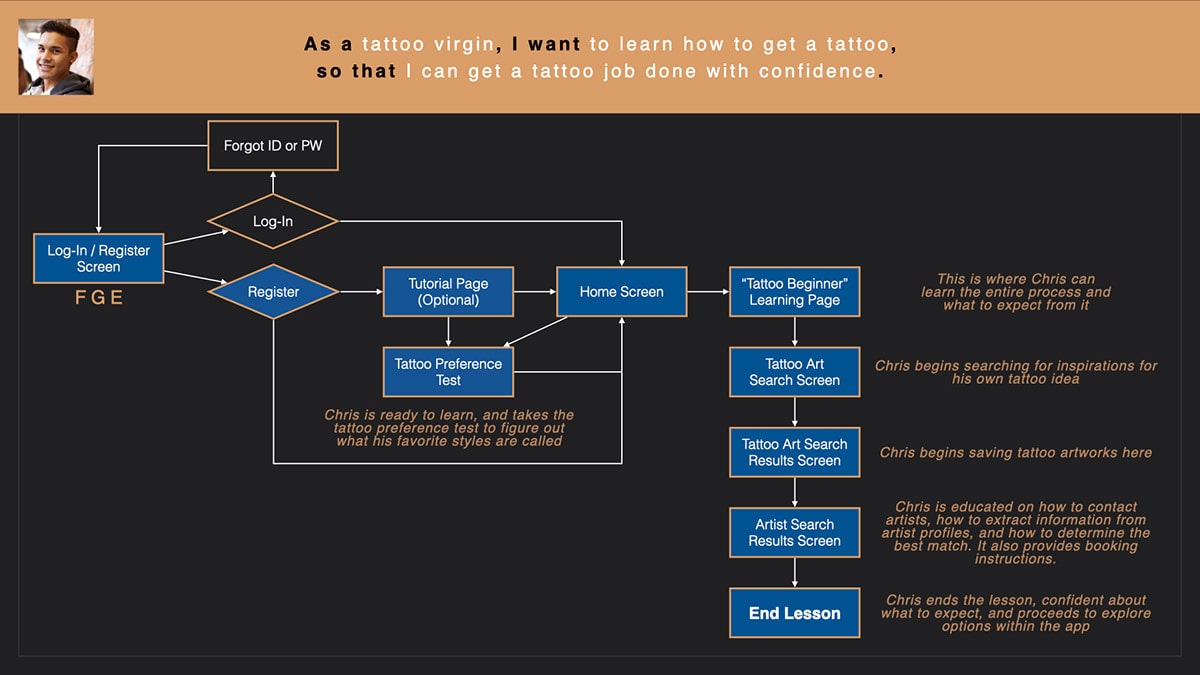 As a tattoo virgin, I want to learn how to get a tattoo,
so that I can get a tattoo job done with confidence.
Forgot ID or PW
Log-In
Log-In / Register
Screen
FGE
Register
Tutorial Page
(Optional)
Home Screen
“Tattoo Beginner”
Learning Page
This is where Chris can
learn the entire process and
what to expect from it
Tattoo Preference
Test
Chris is ready to learn, and takes the
tattoo preference test to figure out
what his favorite styles are called
Tattoo Art
Search Screen
Chris begins searching for inspirations for
his own tattoo idea
Tattoo Art Search
Results Screen
Chris begins saving tattoo artworks here
Artist Search
Results Screen
Chris is educated on how to contact
artists, how to extract information from
artist profiles, and how to determine the
best match. It also provides booking
instructions.
End Lesson
Chris ends the lesson, confident about
what to expect, and proceeds to explore
options within the app